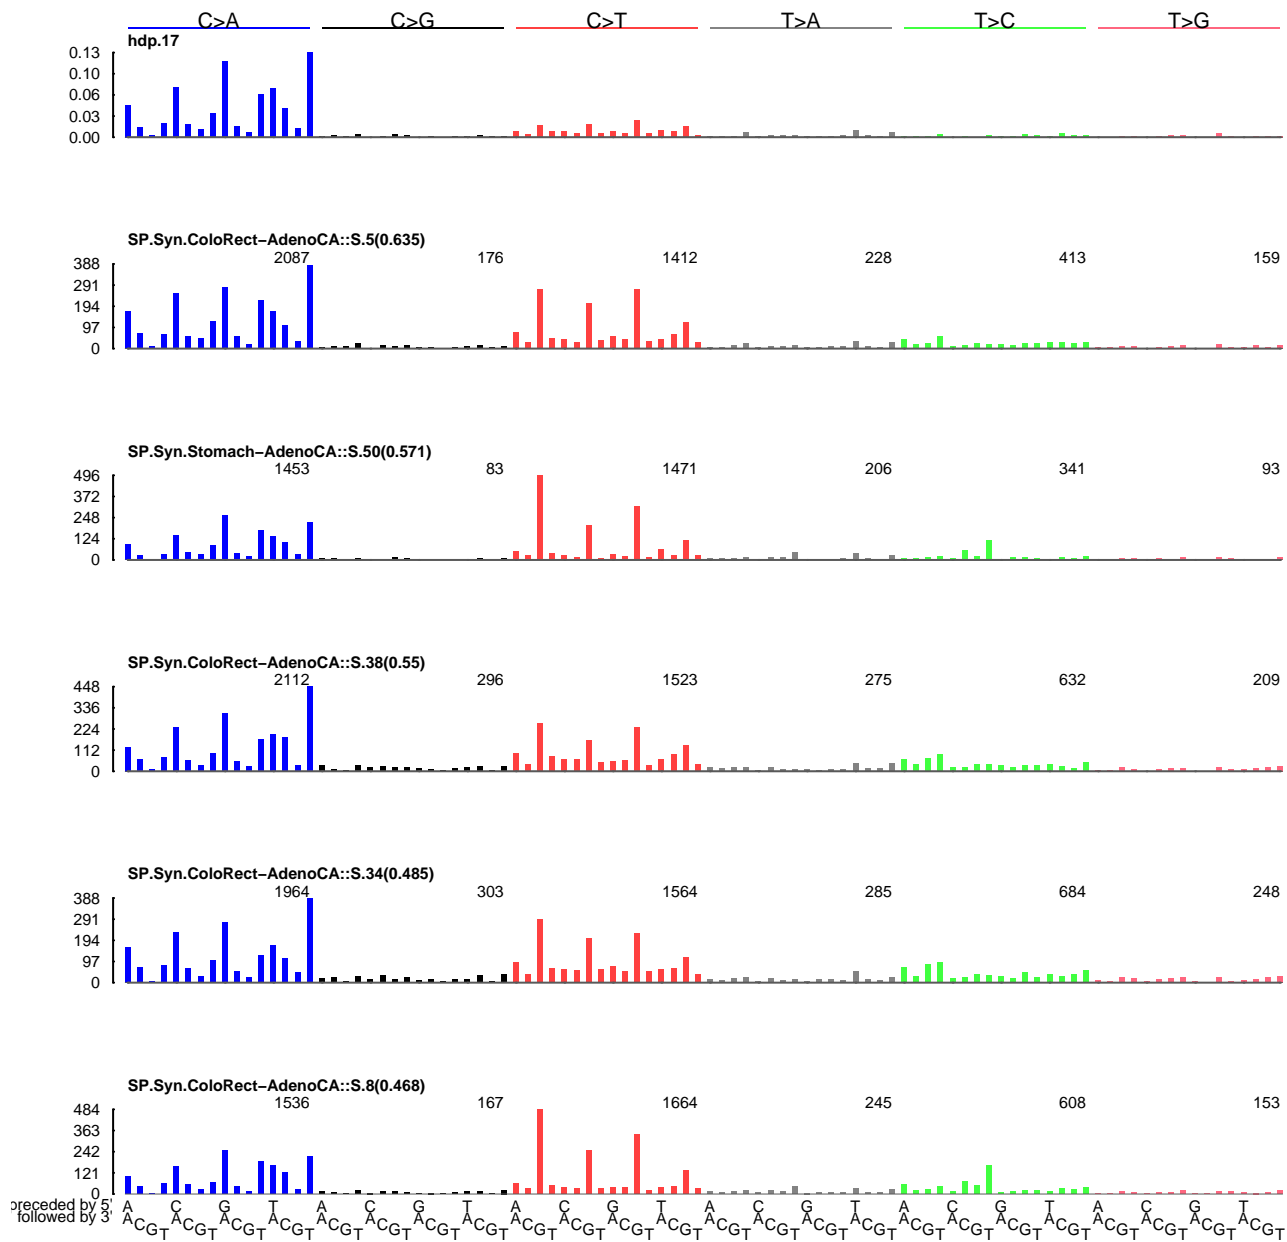 C>A C>G C>T T>A T>C T>G
hdp.17
0.13
0.10
0.06
0.03
0.00
SP.Syn.ColoRect−AdenoCA::S.5(0.635)
2087 176 1412 228 413 159
388
291
194
97
0
SP.Syn.Stomach−AdenoCA::S.50(0.571)
1453 83 1471 206 341 93
496
372
248
124
0
SP.Syn.ColoRect−AdenoCA::S.38(0.55)
2112 296 1523 275 632 209
448
336
224
112
0
SP.Syn.ColoRect−AdenoCA::S.34(0.485)
1964 303 1564 285 684 248
388
291
194
97
0
SP.Syn.ColoRect−AdenoCA::S.8(0.468)
1536 167 1664 245 608 153
484
363
242
121
0
preceded by 5' A C G T A C G T A C G T A C G T A C G T A C G T
followed by 3' A C G T A C G T A C G T A C G T A C G T A C G T A C G T A C G T A C G T A C G T A C G T A C G T A C G T A C G T A C G T A C G T A C G T A C G T A C G T A C G T A C G T A C G T A C G T A C G T